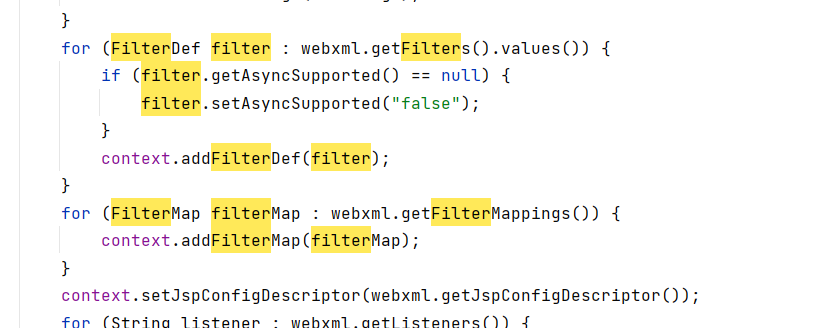 }
for (FilterDef filter : webxml.getFilters().values()) {
if (filter.getAsyncSupported() == null) {
filter.setAsyncSupported("false");
}
context.addFilterDef(filter);
}
for (FilterMap filterMap : webxml.getFilterMappings()) {
context.addFilterMap(filterMap);
}
context.setJspConfigDescriptor(webxml.getJspConfigDescriptor());
for (String listener : webxml.getListeners()) {